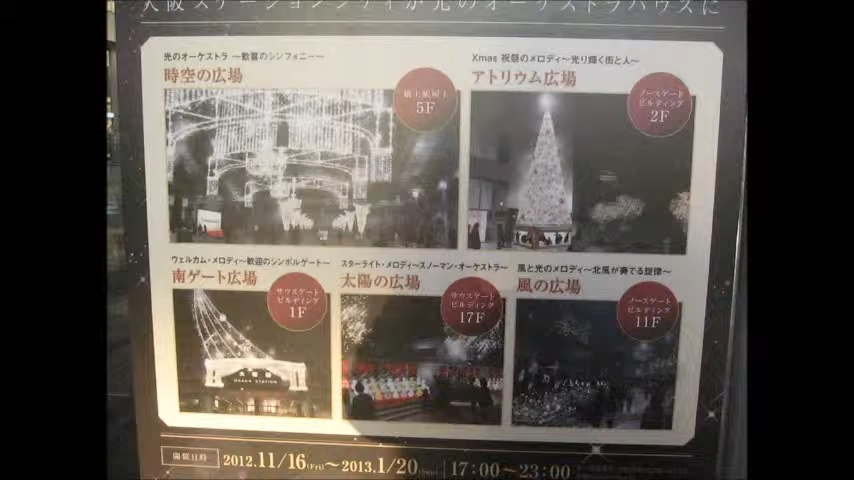 大阪ステーションシティが光のオーケストラハウスに
光のオーケストラ ～歓喜のシンフォニー～
時空の広場
橋上駅屋上
5F
Xmas 祝祭のメロディ～光り輝く街と人～
アトリウム広場
ノースゲート
ビルディング
2F
ウェルカム・メロディ～歓迎のシンボルゲート～
南ゲート広場
サウスゲート
ビルディング
1F
大阪駅
OSAKA STATION
スターライト・メロディ～スノーマン・オーケストラ～
太陽の広場
サウスゲート
ビルディング
17F
風と光のメロディ～北風が奏でる旋律～
風の広場
ノースゲート
ビルディング
11F
開催日時 2012.11/16(Fri)～2013.1/20(Sun) 17:00～23:00